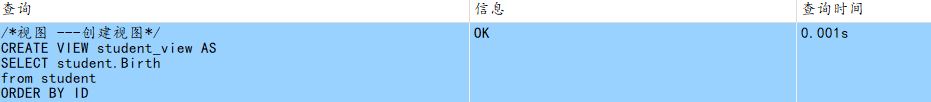 查询 信息 查询时间
/*视图 ---创建视图*/ OK 0.001s
CREATE VIEW student_view AS
SELECT student.Birth
from student
ORDER BY ID